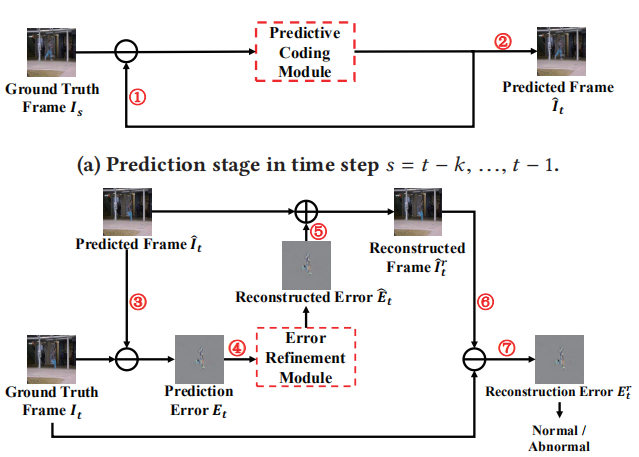 Predictive
Coding
Module
②
Ground Truth
Frame I_s
①
Predicted Frame
Î_t
(a) Prediction stage in time step s = t − k, …, t − 1.
Predicted Frame Î_t
⑤
Reconstructed
Frame Î_t^r
Reconstructed Error Ê_t
③
⑥
④
Error
Refinement
Module
⑦
Ground Truth
Frame I_t
Prediction
Error E_t
Reconstruction Error E_t^r
Normal /
Abnormal